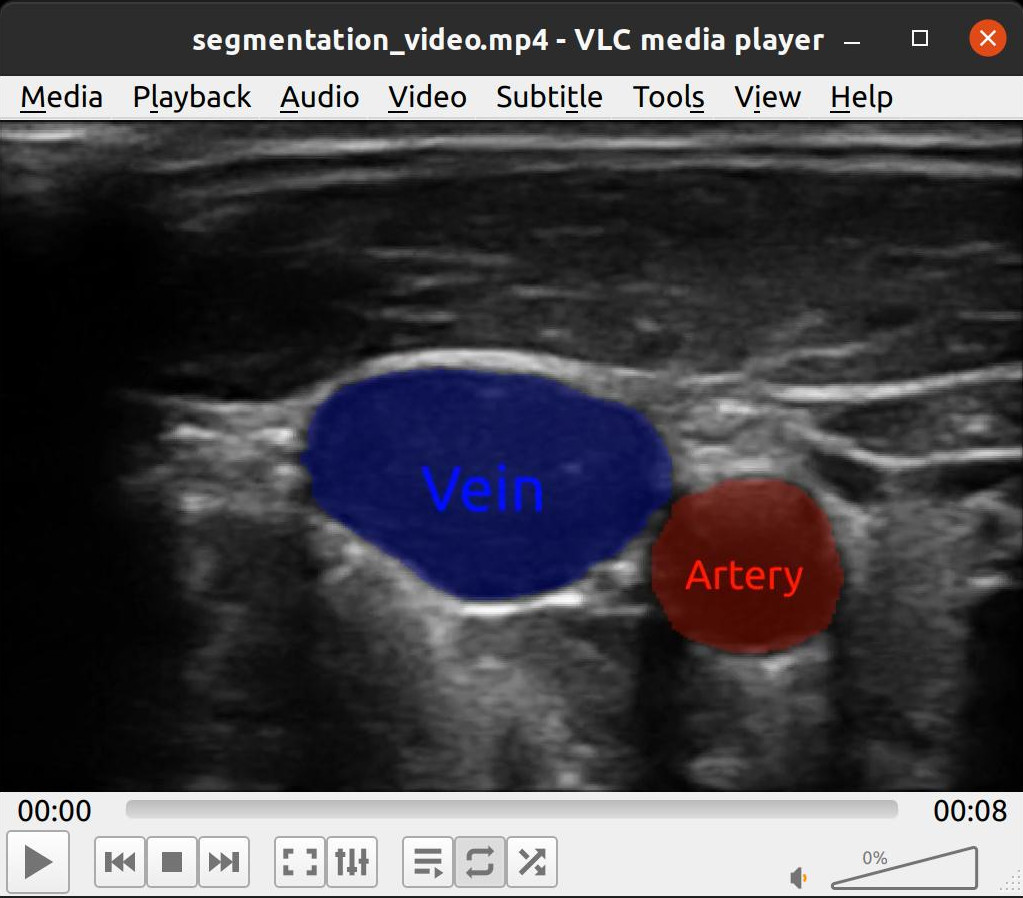 segmentation_video.mp4 - VLC media player
Media Playback Audio Video Subtitle Tools View Help
Vein
Artery
00:00 00:08
0%